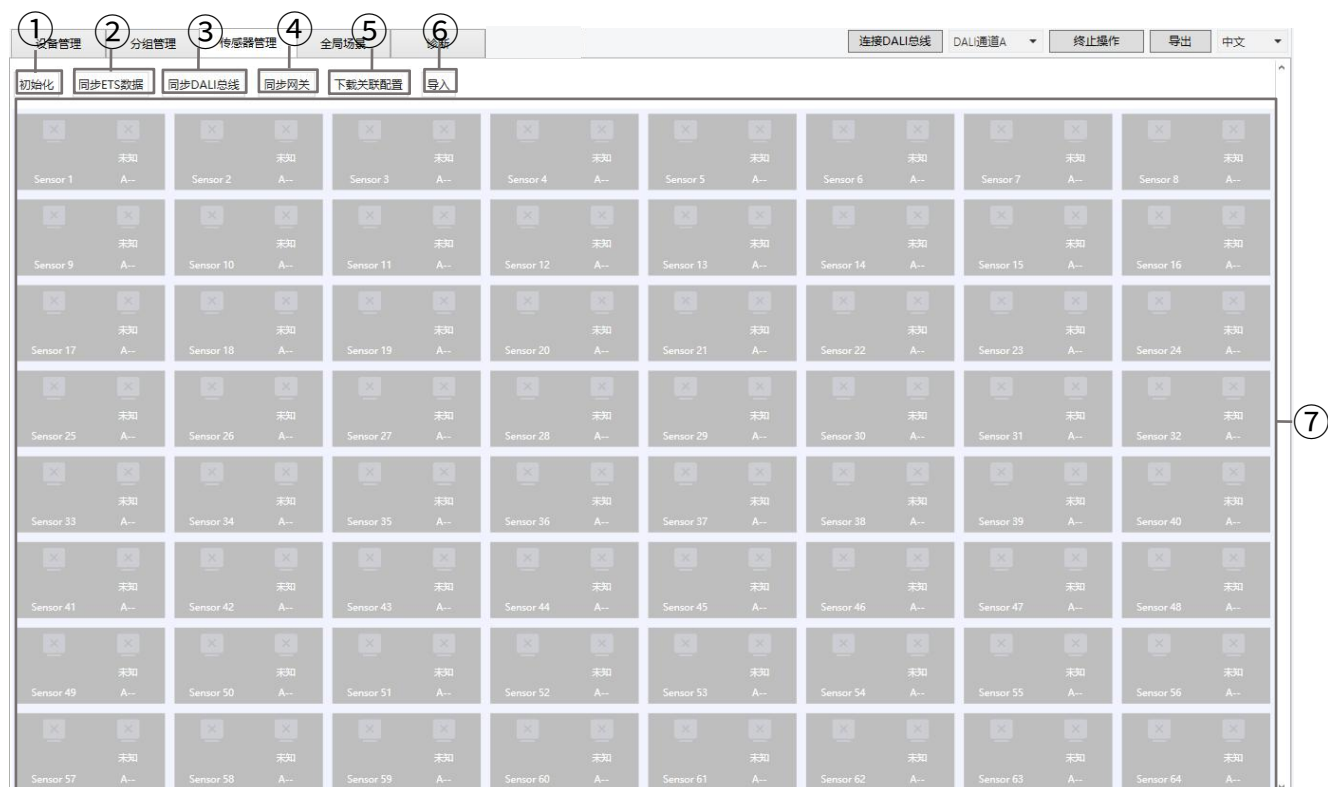 ① ② ③ ④ ⑤ ⑥
设备管理 分组管理 传感器管理 全局场景 诊断 连接DALI总线 DALI通道A 终止操作 导出 中文
初始化 同步ETS数据 同步DALI总线 同步网关 下载关联配置 导入
未知 未知 未知 未知 未知 未知 未知 未知
Sensor 1 A-- Sensor 2 A-- Sensor 3 A-- Sensor 4 A-- Sensor 5 A-- Sensor 6 A-- Sensor 7 A-- Sensor 8 A--
未知 未知 未知 未知 未知 未知 未知 未知
Sensor 9 A-- Sensor 10 A-- Sensor 11 A-- Sensor 12 A-- Sensor 13 A-- Sensor 14 A-- Sensor 15 A-- Sensor 16 A--
未知 未知 未知 未知 未知 未知 未知 未知
Sensor 17 A-- Sensor 18 A-- Sensor 19 A-- Sensor 20 A-- Sensor 21 A-- Sensor 22 A-- Sensor 23 A-- Sensor 24 A--
未知 未知 未知 未知 未知 未知 未知 未知
⑦
Sensor 25 A-- Sensor 26 A-- Sensor 27 A-- Sensor 28 A-- Sensor 29 A-- Sensor 30 A-- Sensor 31 A-- Sensor 32 A--
未知 未知 未知 未知 未知 未知 未知 未知
Sensor 33 A-- Sensor 34 A-- Sensor 35 A-- Sensor 36 A-- Sensor 37 A-- Sensor 38 A-- Sensor 39 A-- Sensor 40 A--
未知 未知 未知 未知 未知 未知 未知 未知
Sensor 41 A-- Sensor 42 A-- Sensor 43 A-- Sensor 44 A-- Sensor 45 A-- Sensor 46 A-- Sensor 47 A-- Sensor 48 A--
未知 未知 未知 未知 未知 未知 未知 未知
Sensor 49 A-- Sensor 50 A-- Sensor 51 A-- Sensor 52 A-- Sensor 53 A-- Sensor 54 A-- Sensor 55 A-- Sensor 56 A--
未知 未知 未知 未知 未知 未知 未知 未知
Sensor 57 A-- Sensor 58 A-- Sensor 59 A-- Sensor 60 A-- Sensor 61 A-- Sensor 62 A-- Sensor 63 A-- Sensor 64 A--